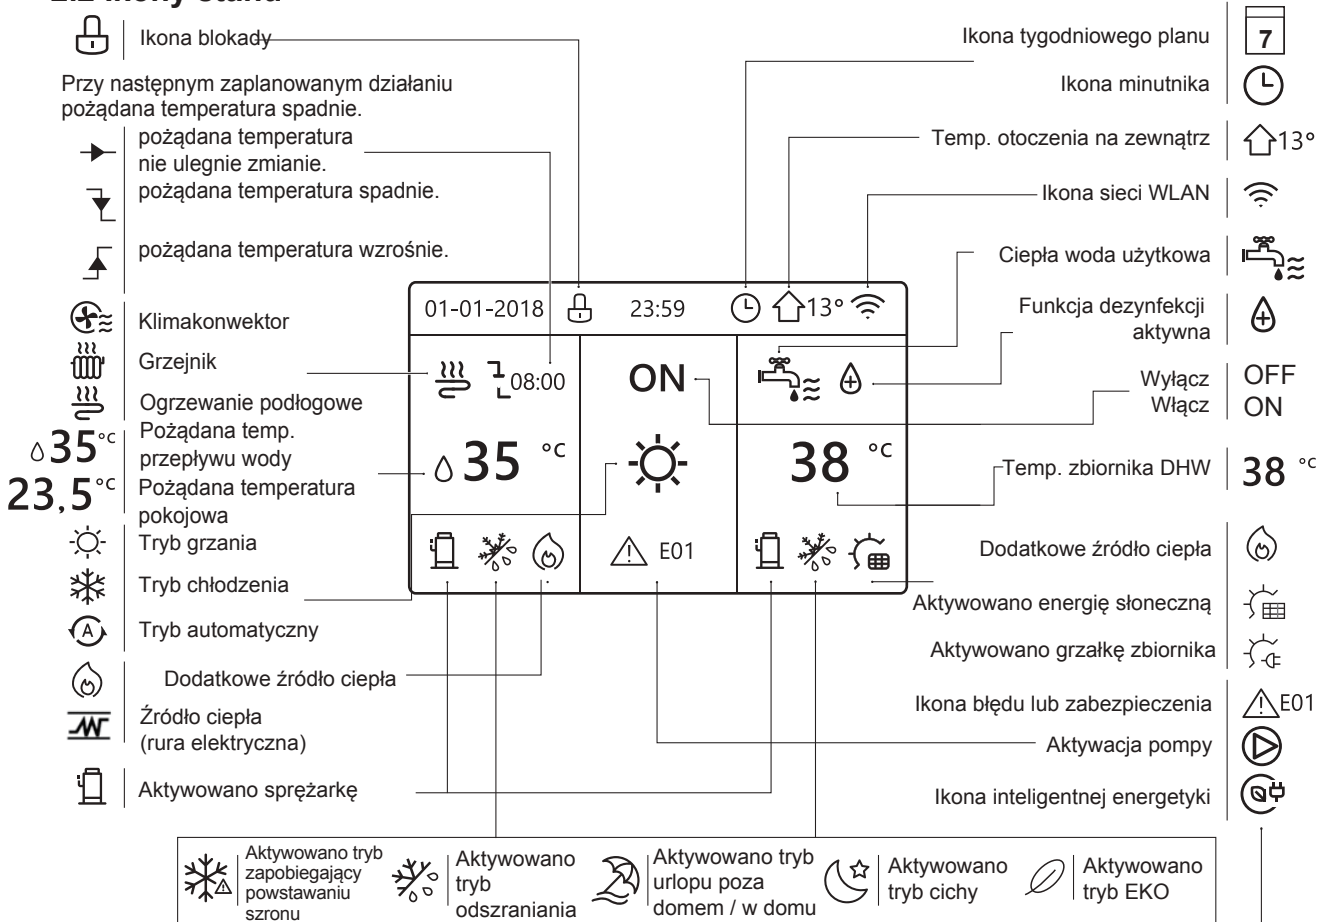 2.2 Ikony stanu
Ikona blokady
Przy następnym zaplanowanym działaniu
pożądana temperatura spadnie.
pożądana temperatura
nie ulegnie zmianie.
pożądana temperatura spadnie.
pożądana temperatura wzrośnie.
Klimakonwektor
Grzejnik
Ogrzewanie podłogowe
35°C
Pożądana temp.
przepływu wody
23,5°C
Pożądana temperatura
pokojowa
Tryb grzania
Tryb chłodzenia
A
Tryb automatyczny
Dodatkowe źródło ciepła
Źródło ciepła
(rura elektryczna)
Aktywowano sprężarkę
01-01-2018 23:59 13°
08:00
ON
35 °C
38 °C
E01
Ikona tygodniowego planu
7
Ikona minutnika
Temp. otoczenia na zewnątrz
13°
Ikona sieci WLAN
Ciepła woda użytkowa
Funkcja dezynfekcji
aktywna
Wyłącz OFF
Włącz ON
Temp. zbiornika DHW 38 °C
Dodatkowe źródło ciepła
Aktywowano energię słoneczną
Aktywowano grzałkę zbiornika
Ikona błędu lub zabezpieczenia
E01
Aktywacja pompy
Ikona inteligentnej energetyki
Aktywowano tryb
zapobiegający
powstawaniu
szronu
Aktywowano
tryb
odszraniania
Aktywowano tryb
urlopu poza
domem / w domu
Aktywowano
tryb cichy
Aktywowano
tryb EKO